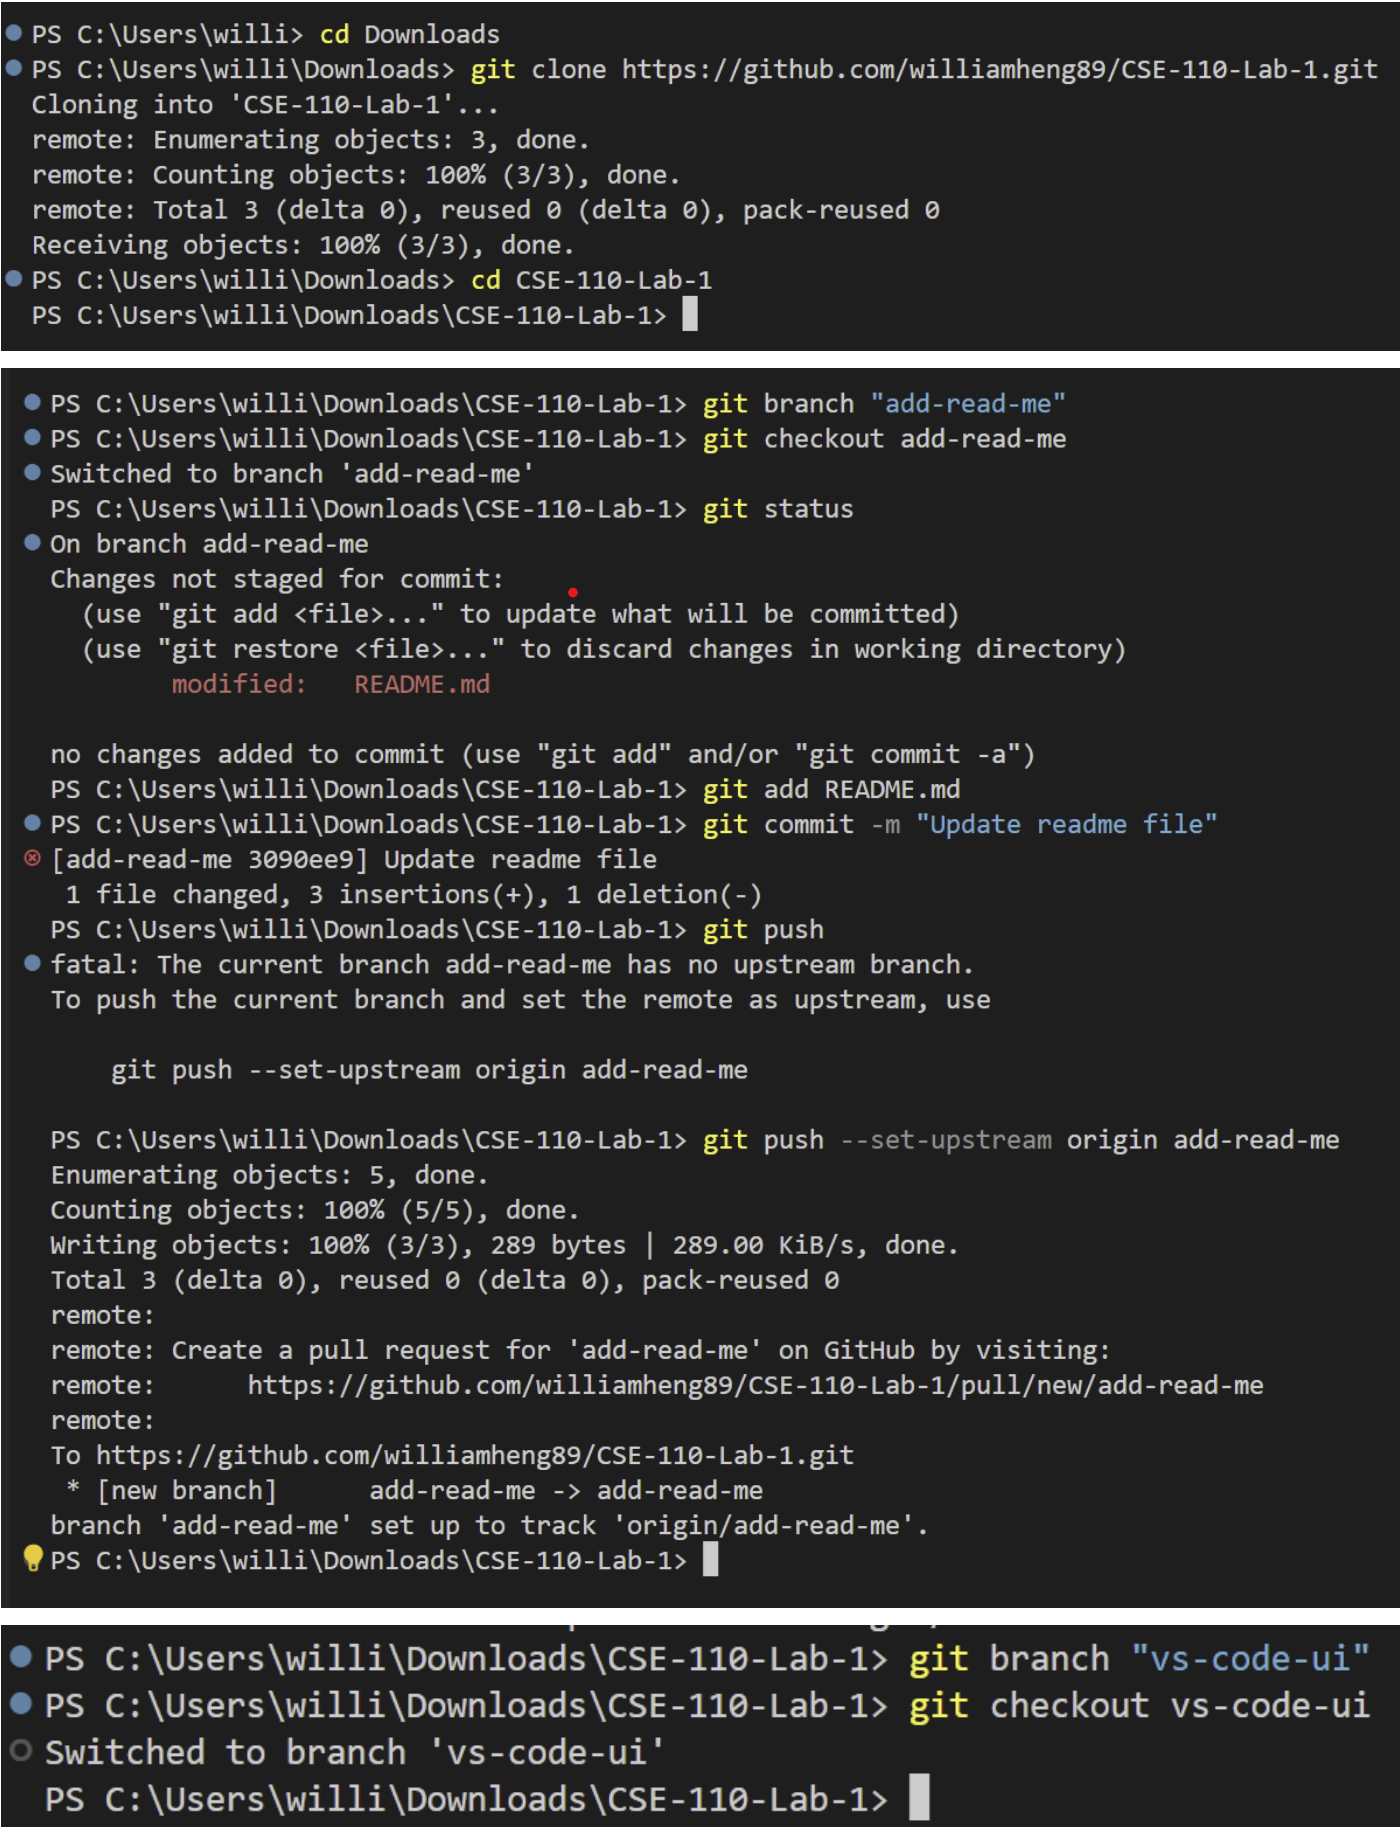 PS C:\Users\willi> cd Downloads
PS C:\Users\willi\Downloads> git clone https://github.com/williamheng89/CSE-110-Lab-1.git
Cloning into 'CSE-110-Lab-1'...
remote: Enumerating objects: 3, done.
remote: Counting objects: 100% (3/3), done.
remote: Total 3 (delta 0), reused 0 (delta 0), pack-reused 0
Receiving objects: 100% (3/3), done.
PS C:\Users\willi\Downloads> cd CSE-110-Lab-1
PS C:\Users\willi\Downloads\CSE-110-Lab-1>
PS C:\Users\willi\Downloads\CSE-110-Lab-1> git branch "add-read-me"
PS C:\Users\willi\Downloads\CSE-110-Lab-1> git checkout add-read-me
Switched to branch 'add-read-me'
PS C:\Users\willi\Downloads\CSE-110-Lab-1> git status
On branch add-read-me
Changes not staged for commit:
  (use "git add <file>..." to update what will be committed)
  (use "git restore <file>..." to discard changes in working directory)
        modified:   README.md
no changes added to commit (use "git add" and/or "git commit -a")
PS C:\Users\willi\Downloads\CSE-110-Lab-1> git add README.md
PS C:\Users\willi\Downloads\CSE-110-Lab-1> git commit -m "Update readme file"
[add-read-me 3090ee9] Update readme file
 1 file changed, 3 insertions(+), 1 deletion(-)
PS C:\Users\willi\Downloads\CSE-110-Lab-1> git push
fatal: The current branch add-read-me has no upstream branch.
To push the current branch and set the remote as upstream, use
    git push --set-upstream origin add-read-me
PS C:\Users\willi\Downloads\CSE-110-Lab-1> git push --set-upstream origin add-read-me
Enumerating objects: 5, done.
Counting objects: 100% (5/5), done.
Writing objects: 100% (3/3), 289 bytes | 289.00 KiB/s, done.
Total 3 (delta 0), reused 0 (delta 0), pack-reused 0
remote:
remote: Create a pull request for 'add-read-me' on GitHub by visiting:
remote:      https://github.com/williamheng89/CSE-110-Lab-1/pull/new/add-read-me
remote:
To https://github.com/williamheng89/CSE-110-Lab-1.git
 * [new branch]      add-read-me -> add-read-me
branch 'add-read-me' set up to track 'origin/add-read-me'.
PS C:\Users\willi\Downloads\CSE-110-Lab-1>
PS C:\Users\willi\Downloads\CSE-110-Lab-1> git branch "vs-code-ui"
PS C:\Users\willi\Downloads\CSE-110-Lab-1> git checkout vs-code-ui
Switched to branch 'vs-code-ui'
PS C:\Users\willi\Downloads\CSE-110-Lab-1>